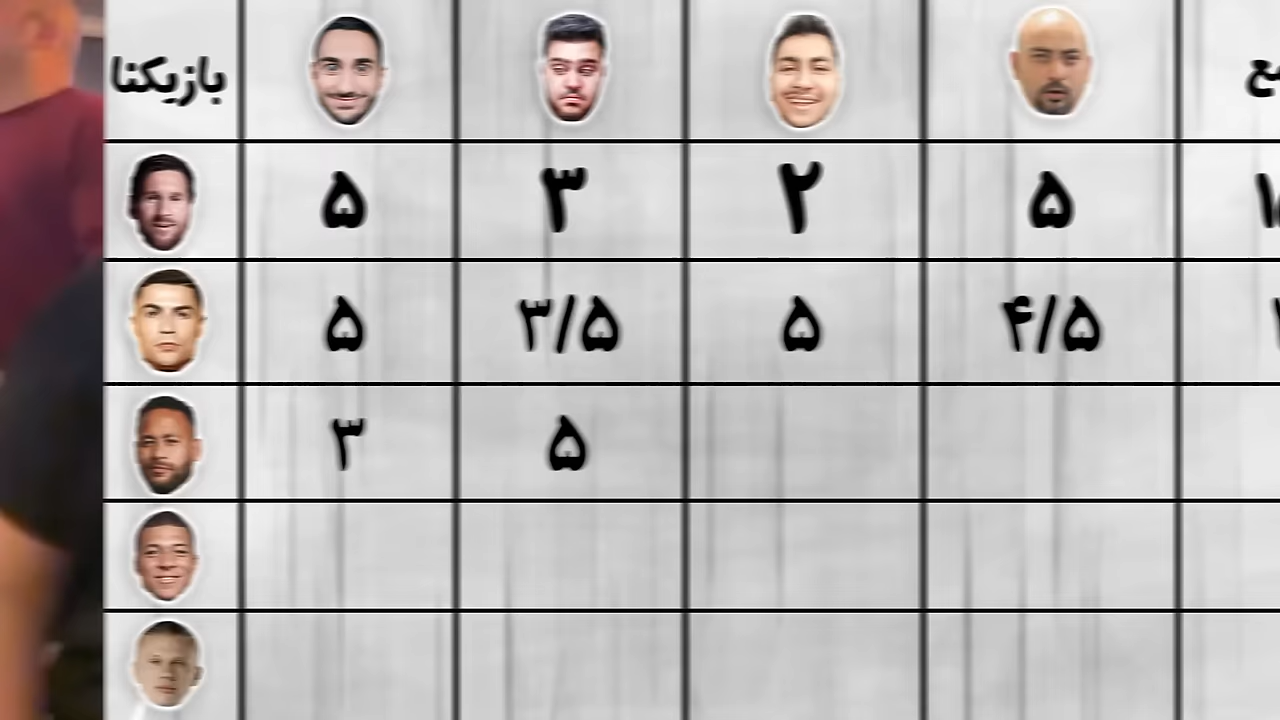 بازیکنا
۵ ۳ ۲ ۵
۵ ۳/۵ ۵ ۴/۵
۳ ۵